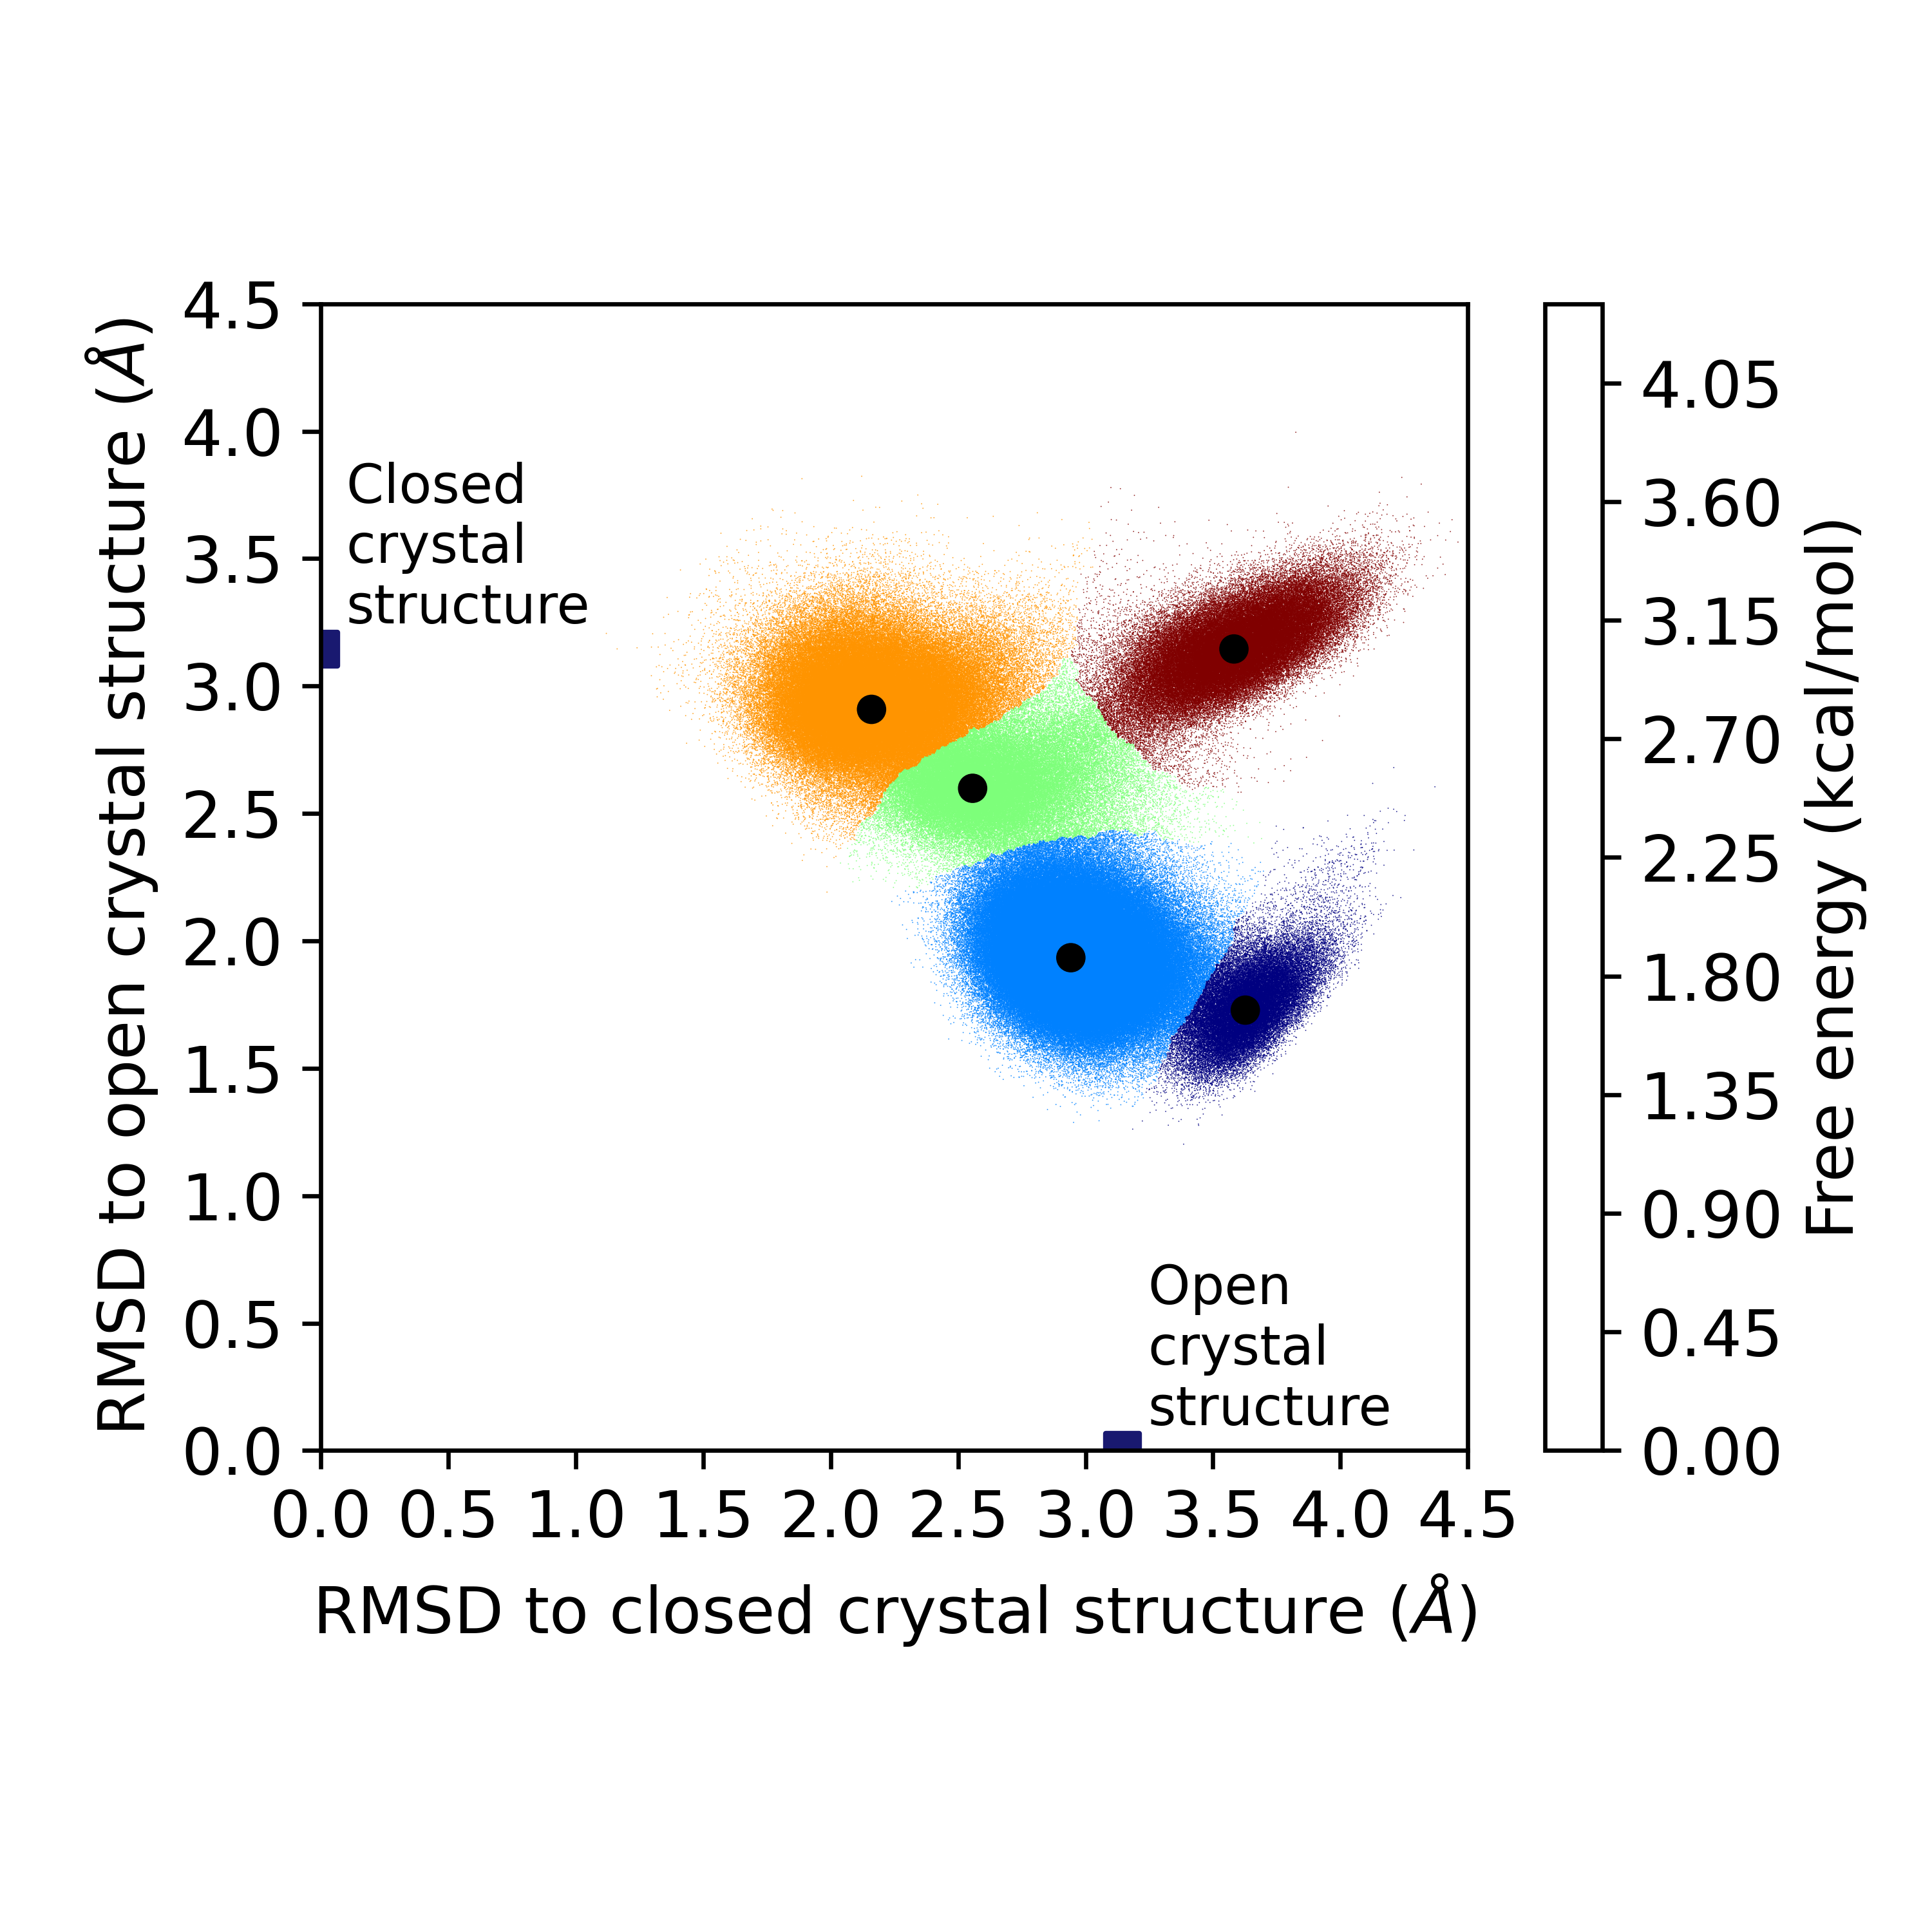 RMSD to open crystal structure (Å)
4.5
4.0
3.5
3.0
2.5
2.0
1.5
1.0
0.5
0.0
Closed
crystal
structure
Open
crystal
structure
0.0 0.5 1.0 1.5 2.0 2.5 3.0 3.5 4.0 4.5
RMSD to closed crystal structure (Å)
4.05
3.60
3.15
2.70
2.25
1.80
1.35
0.90
0.45
0.00
Free energy (kcal/mol)